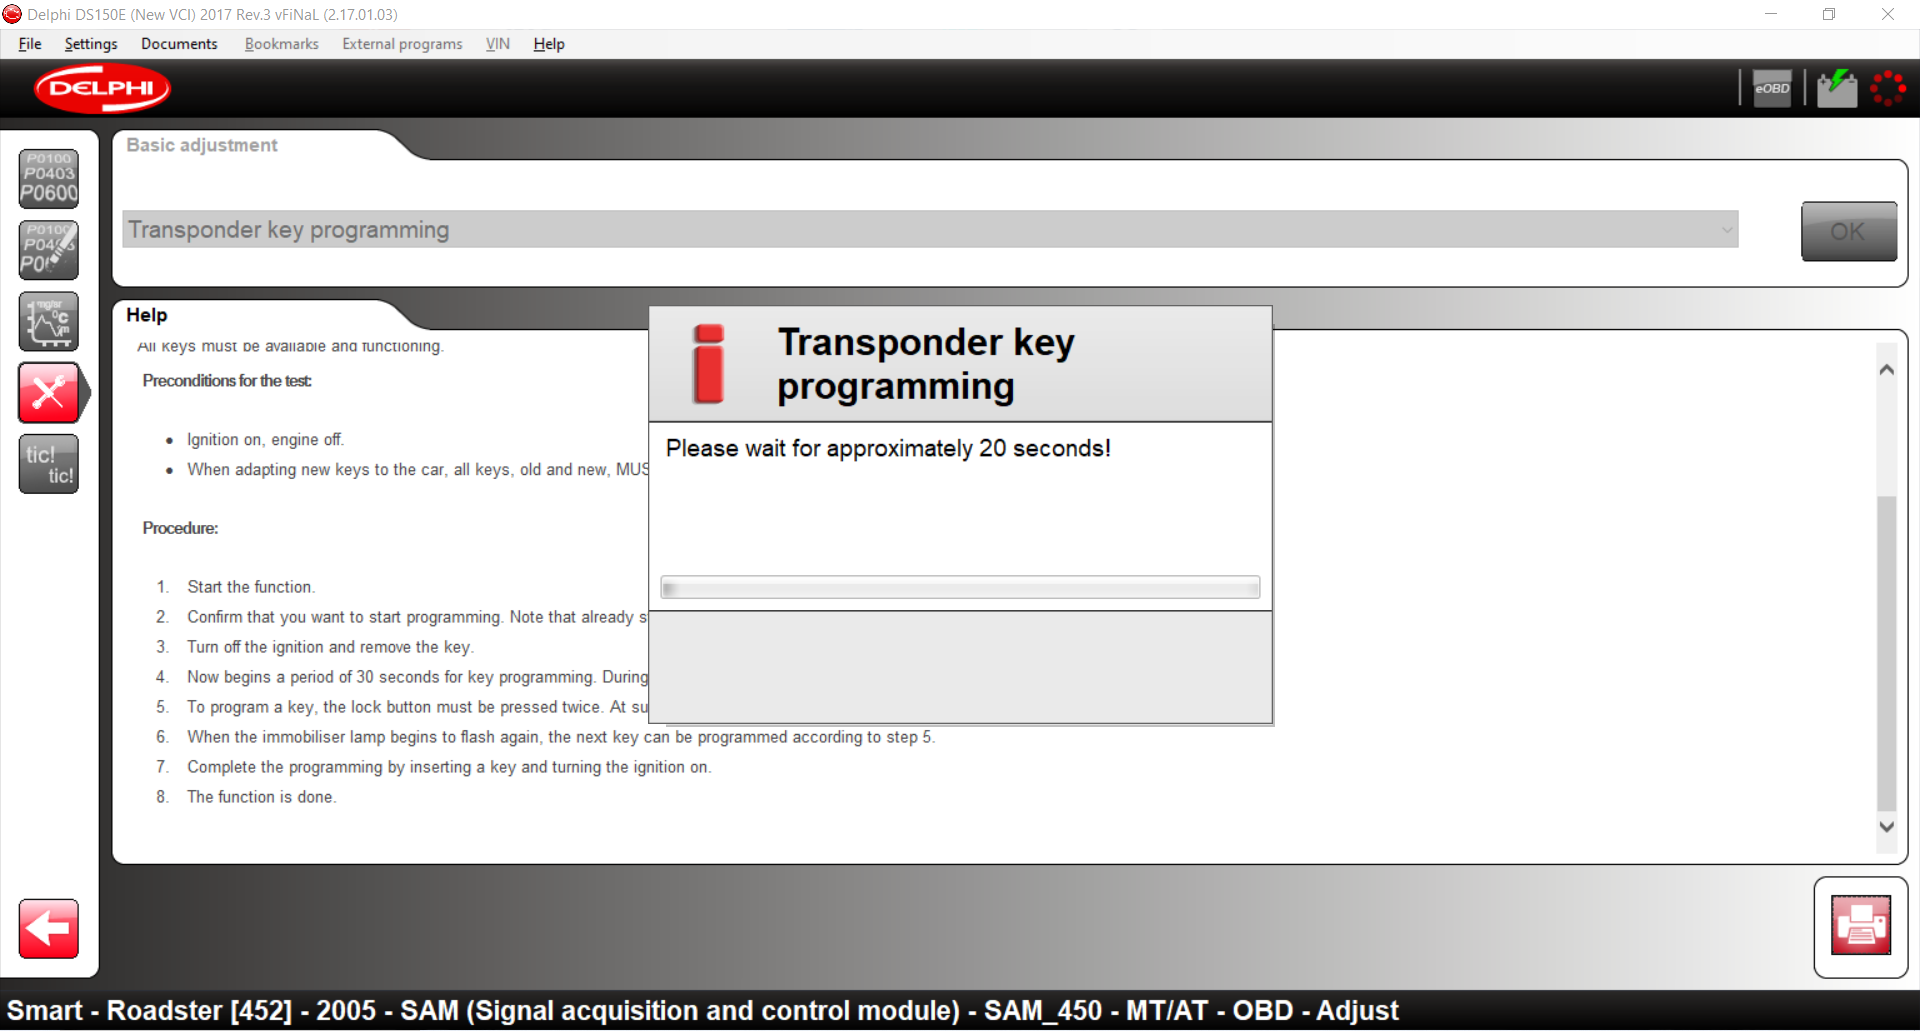 Delphi DS150E (New VCI) 2017 Rev.3 vFiNaL (2.17.01.03)
File Settings Documents Bookmarks External programs VIN Help
DELPHI
eOBD
P0100
P0403
P0600
P0100
tic!
tic!
mg/sr
°C
Basic adjustment
Transponder key programming
OK
Help
All keys must be available and functioning.
Preconditions for the test:
• Ignition on, engine off.
• When adapting new keys to the car, all keys, old and new, MUS
Procedure:
1. Start the function.
2. Confirm that you want to start programming. Note that already s
3. Turn off the ignition and remove the key.
4. Now begins a period of 30 seconds for key programming. During
5. To program a key, the lock button must be pressed twice. At su
6. When the immobiliser lamp begins to flash again, the next key can be programmed according to step 5.
7. Complete the programming by inserting a key and turning the ignition on.
8. The function is done.
Transponder key
programming
Please wait for approximately 20 seconds!
Smart - Roadster [452] - 2005 - SAM (Signal acquisition and control module) - SAM_450 - MT/AT - OBD - Adjust